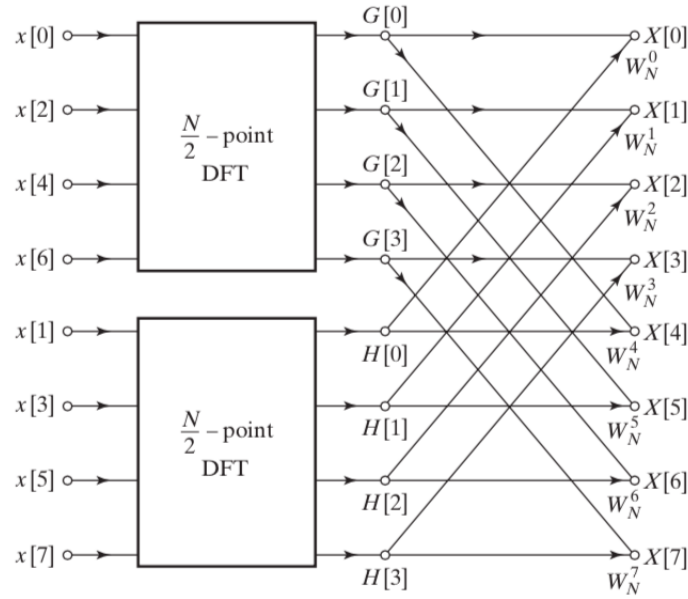 G[0]
x[0] X[0]
W_N^0
G[1]
x[2] X[1]
W_N^1
N/2 – point
DFT
G[2]
x[4] X[2]
W_N^2
G[3]
x[6] X[3]
W_N^3
x[1] X[4]
H[0] W_N^4
x[3] X[5]
N/2 – point
DFT
H[1] W_N^5
x[5] X[6]
H[2] W_N^6
x[7] X[7]
H[3] W_N^7